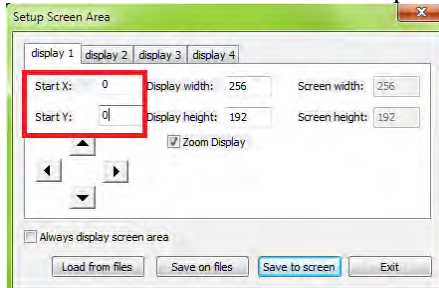 Setup Screen Area
display 1 display 2 display 3 display 4
Start X: 0 Display width: 256 Screen width: 256
Start Y: 0 Display height: 192 Screen height: 192
Zoom Display
Always display screen area
Load from files Save on files Save to screen Exit